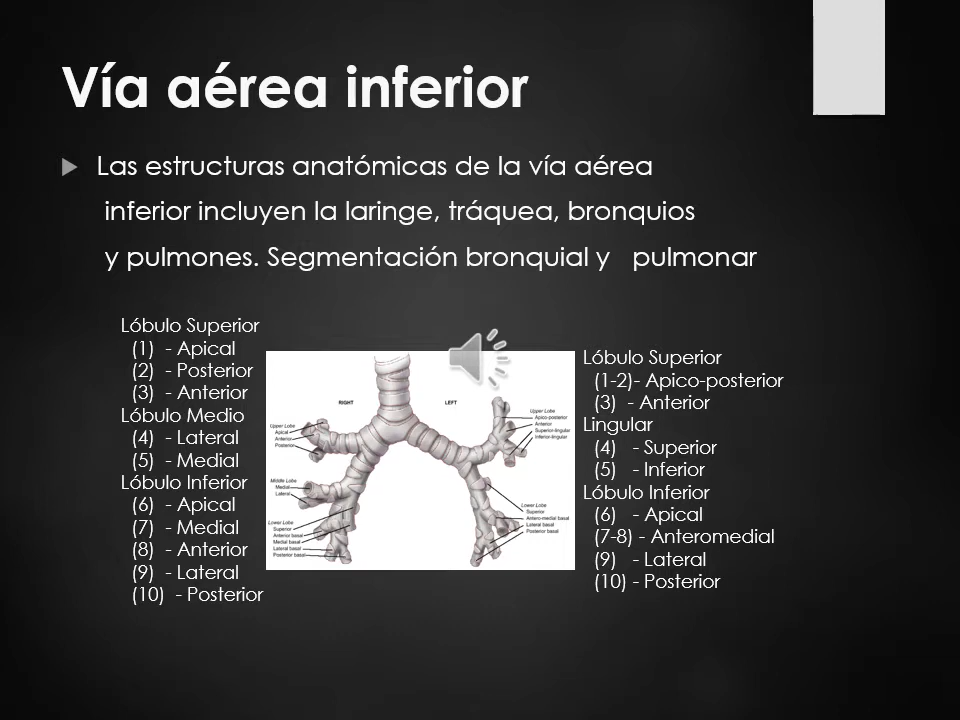 Vía aérea inferior
Las estructuras anatómicas de la vía aérea
inferior incluyen la laringe, tráquea, bronquios
y pulmones. Segmentación bronquial y pulmonar
Lóbulo Superior
(1) - Apical
(2) - Posterior
(3) - Anterior
Lóbulo Medio
(4) - Lateral
(5) - Medial
Lóbulo Inferior
(6) - Apical
(7) - Medial
(8) - Anterior
(9) - Lateral
(10) - Posterior
RIGHT
LEFT
Upper Lobe
Apical
Anterior
Posterior
Middle Lobe
Medial
Lateral
Lower Lobe
Superior
Anterior basal
Medial basal
Lateral basal
Posterior basal
Upper Lobe
Apico-posterior
Anterior
Superior-lingular
Inferior-lingular
Lower Lobe
Superior
Antero-medial basal
Lateral basal
Posterior basal
Lóbulo Superior
(1-2)- Apico-posterior
(3) - Anterior
Lingular
(4) - Superior
(5) - Inferior
Lóbulo Inferior
(6) - Apical
(7-8) - Anteromedial
(9) - Lateral
(10) - Posterior